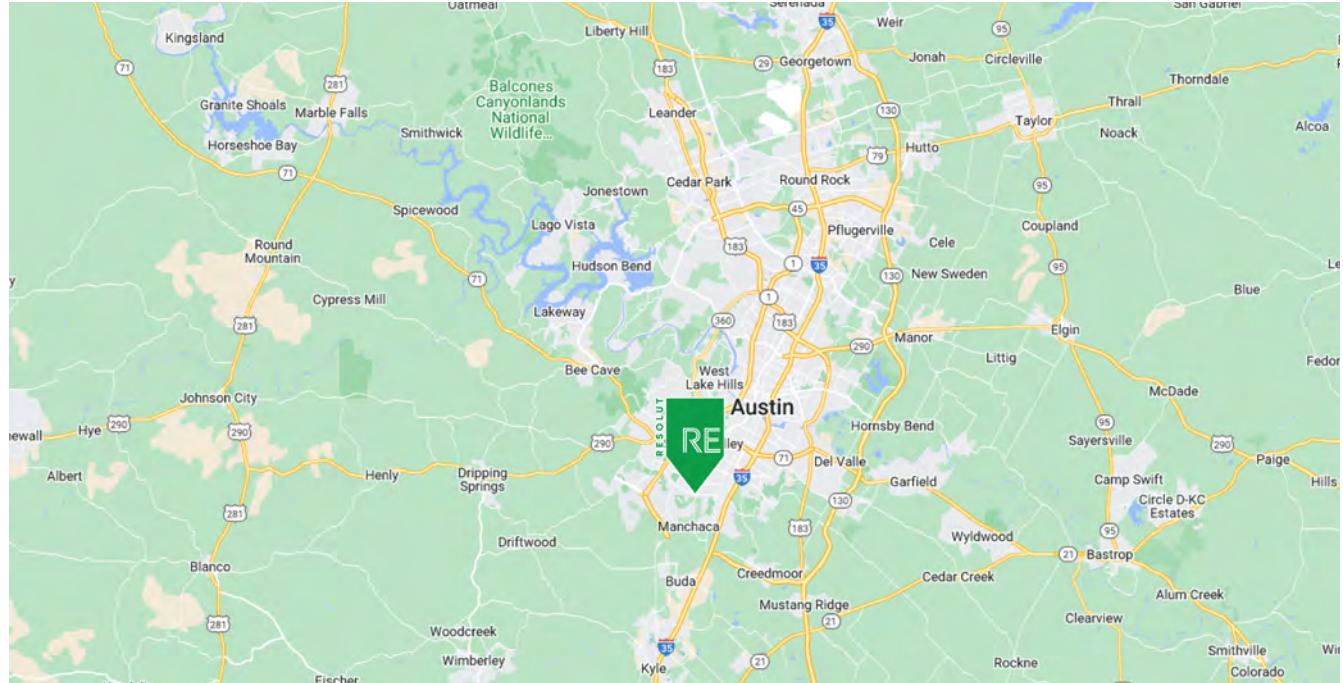 Oatmeal
Serenada
San Gabriel
Kingsland
Liberty Hill
35
Weir
95
71
183
29
Georgetown
Jonah
Circleville
281
Balcones
Canyonlands
National
Wildlife...
Thorndale
Granite Shoals
Marble Falls
Leander
130
Thrall
Taylor
Noack
Alcoa
Smithwick
Horseshoe Bay
79
Hutto
71
Jonestown
Cedar Park
Round Rock
95
Spicewood
45
Lago Vista
Coupland
Pflugerville
Cele
Round
Mountain
183
Hudson Bend
1
35
95
71
130
New Sweden
Cypress Mill
1
Blue
Lakeway
360
183
281
Manor
Elgin
290
Littig
Bee Cave
West
Lake Hills
McDade
Johnson City
RESOLUT
RE
Austin
newall
Hye
290
290
290
lley
Hornsby Bend
95
Sayersville
290
71
Del Valle
Paige
Albert
Henly
Dripping
Springs
35
Garfield
Camp Swift
Hills
130
Circle D-KC
Estates
281
Manchaca
183
Wyldwood
95
Driftwood
21
Bastrop
Blanco
Creedmoor
Cedar Creek
Buda
Alum Creek
Mustang Ridge
281
21
Clearview
Woodcreek
35
Smithville
Wimberley
Kyle
21
Rockne
Colorado
Fischer